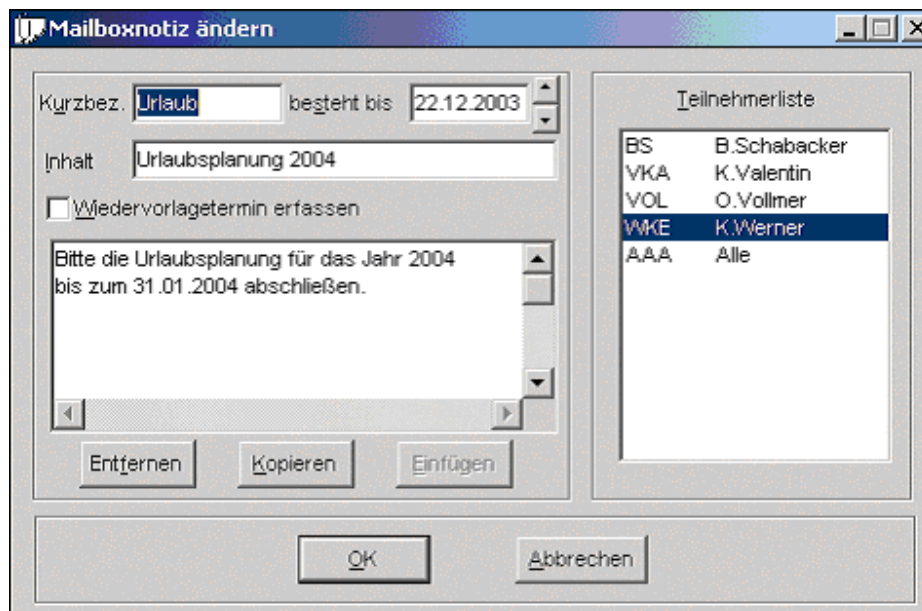 Mailboxnotiz ändern
Kurzbez. Urlaub besteht bis 22.12.2003
Inhalt Urlaubsplanung 2004
Wiedervorlagetermin erfassen
Bitte die Urlaubsplanung für das Jahr 2004
bis zum 31.01.2004 abschließen.
Entfernen Kopieren Einfügen
Teilnehmerliste
BS B.Schabacker
VKA K.Valentin
VOL O.Vollmer
WKE K.Werner
AAA Alle
OK Abbrechen